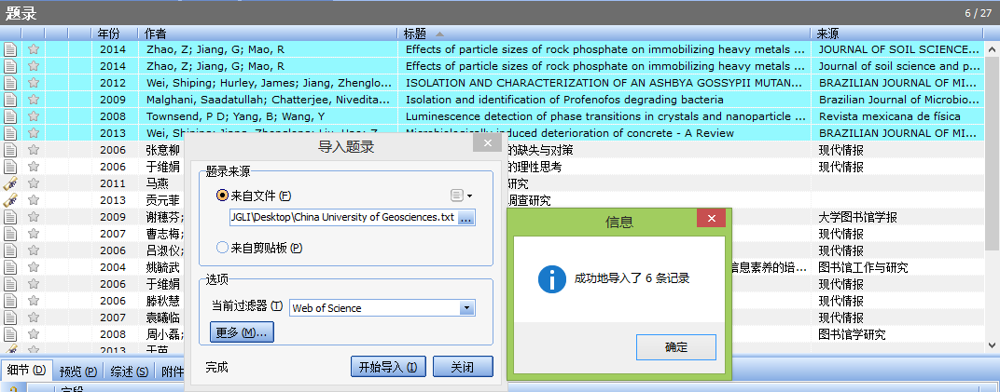 题录 6 / 27
年份 作者 标题 来源
2014 Zhao, Z; Jiang, G; Mao, R Effects of particle sizes of rock phosphate on immobilizing heavy metals ... JOURNAL OF SOIL SCIENCE...
2014 Zhao, Z; Jiang, G; Mao, R Effects of particle sizes of rock phosphate on immobilizing heavy metals ... Journal of soil science and p...
2012 Wei, Shiping; Hurley, James; Jiang, Zhenglo... ISOLATION AND CHARACTERIZATION OF AN ASHBYA GOSSYPII MUTAN... BRAZILIAN JOURNAL OF MI...
2009 Malghani, Saadatullah; Chatterjee, Nivedita... Isolation and identification of Profenofos degrading bacteria Brazilian Journal of Microbio...
2008 Townsend, P D; Yang, B; Wang, Y Luminescence detection of phase transitions in crystals and nanoparticle ... Revista mexicana de física
2013 Wei, Shiping; Jiang, Zhenglong; Liu, Hao; Z... Microbiologically induced deterioration of concrete - A Review BRAZILIAN JOURNAL OF MI...
2006 张意柳 的缺失与对策 现代情报
2006 于维娟 的理性思考 现代情报
2011 马燕 研究
2013 贡元菲 调查研究
2009 谢穗芬; 大学图书馆学报
2007 曹志梅; 现代情报
2006 吕淑仪; 现代情报
2004 姚毓武 信息素养的培... 图书馆工作与研究
2006 于维娟 现代情报
2006 滕秋慧 现代情报
2007 袁曦临 现代情报
2008 周小磊; 图书馆学研究
2013 于苗
导入题录
题录来源
来自文件 (F)
JGLI\Desktop\China University of Geosciences.txt ...
来自剪贴板 (P)
选项
当前过滤器 (T) Web of Science
更多 (M)...
完成 开始导入 (I) 关闭
信息
成功地导入了 6 条记录
确定
细节 (D) 预览 (P) 综述 (S) 附件
字段